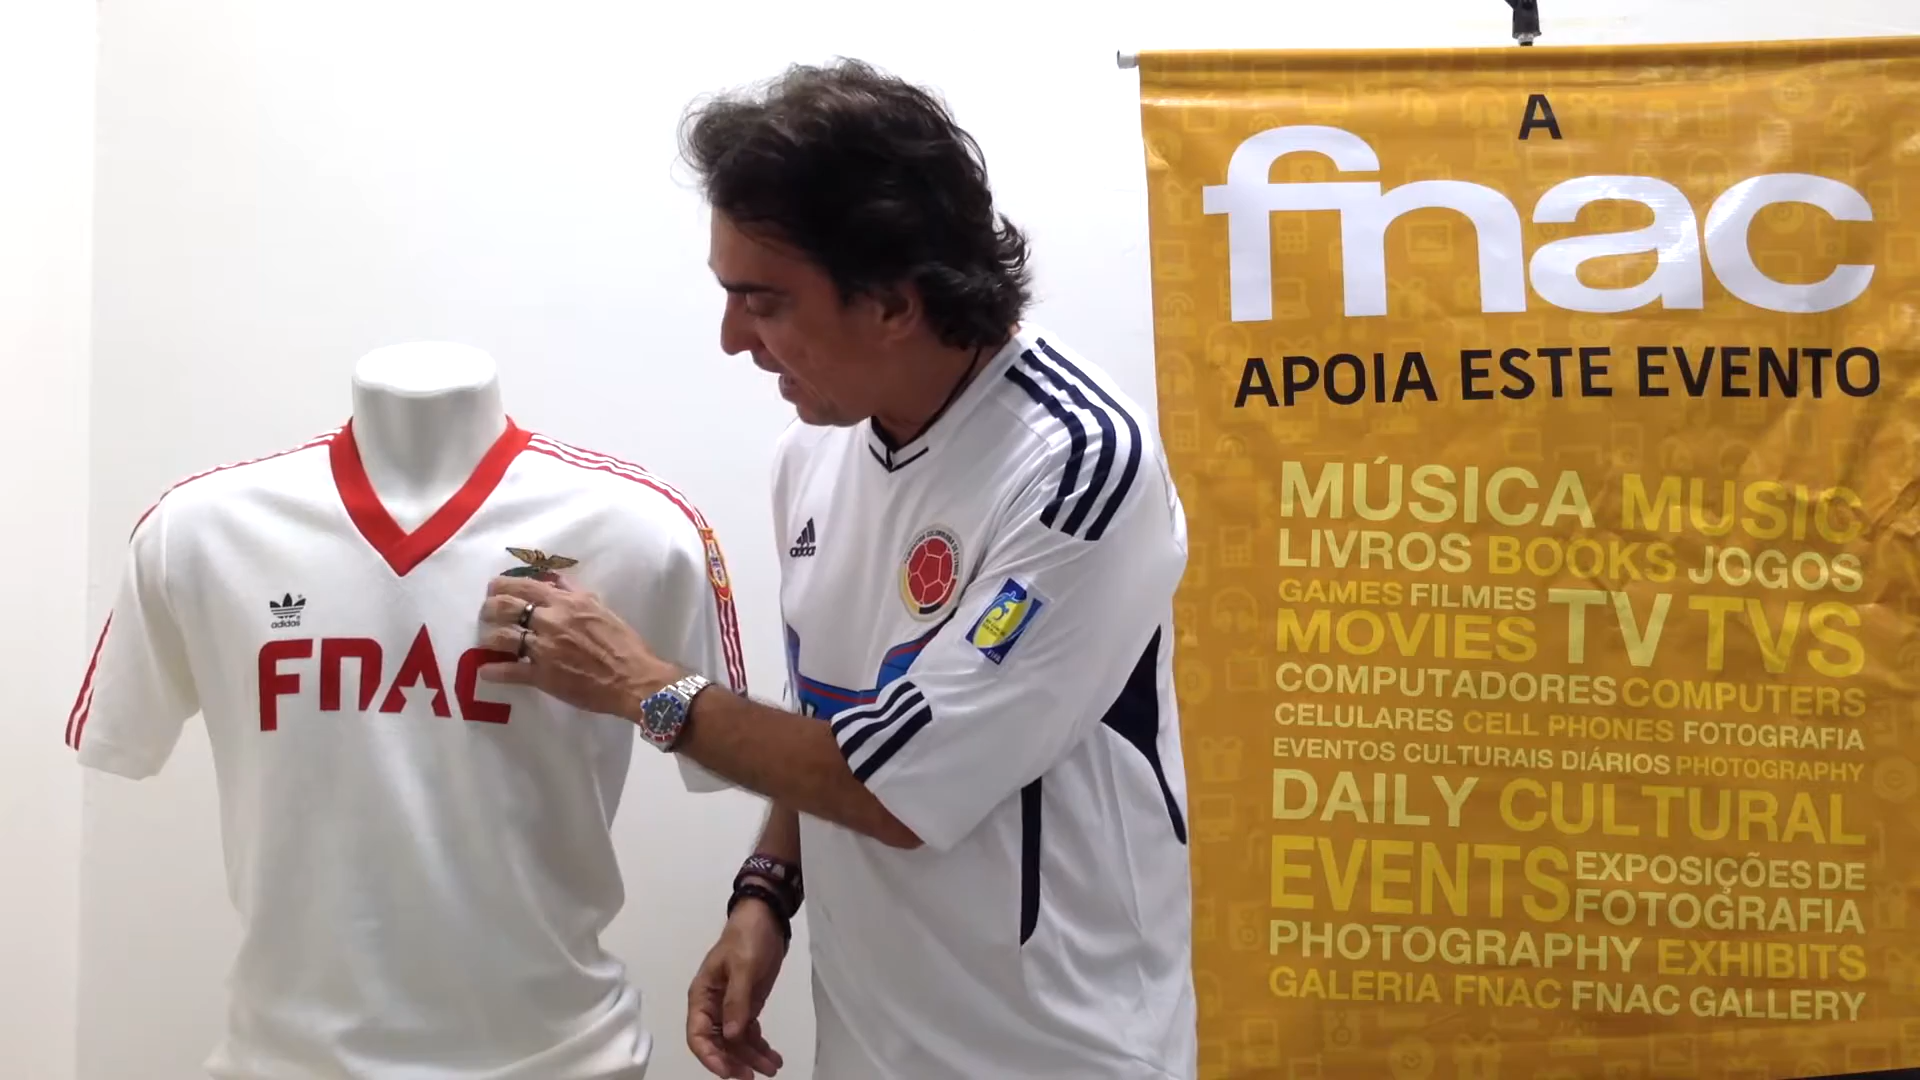 A
fnac
APOIA ESTE EVENTO
MÚSICA MUSIC
LIVROS BOOKS JOGOS
GAMES FILMES TV TVS
MOVIES
COMPUTADORES COMPUTERS
CELULARES CELL PHONES FOTOGRAFIA
EVENTOS CULTURAIS DIÁRIOS PHOTOGRAPHY
DAILY CULTURAL
EVENTS EXPOSIÇÕES DE
FOTOGRAFIA
PHOTOGRAPHY EXHIBITS
GALERIA FNAC FNAC GALLERY
adidas
FNAC
adidas